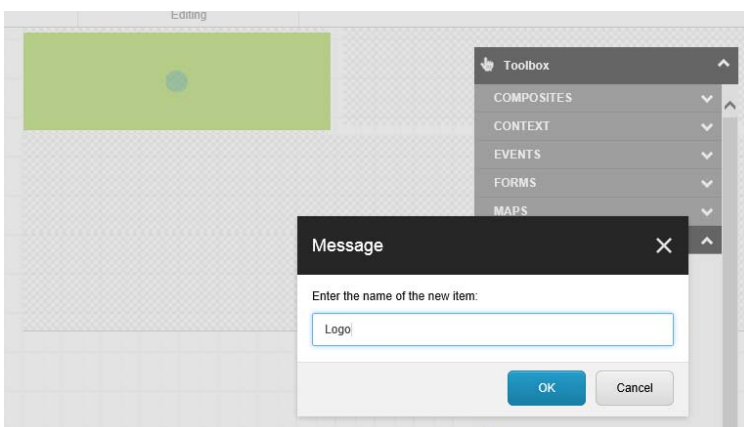 Editing
Toolbox
COMPOSITES
CONTEXT
EVENTS
FORMS
MAPS
Message
Enter the name of the new item:
Logo
OK Cancel